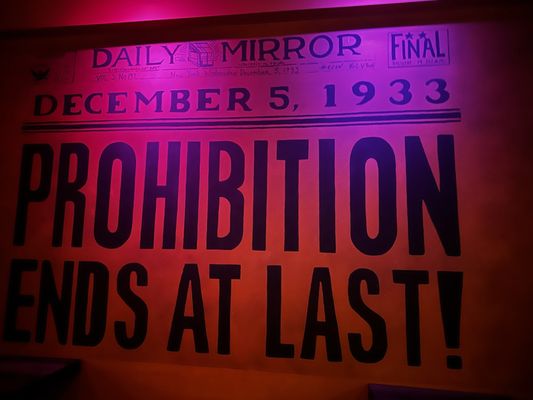 DAILY MIRROR
★★★
FINAL
DECEMBER 5, 1933
PROHIBITION
ENDS AT LAST!